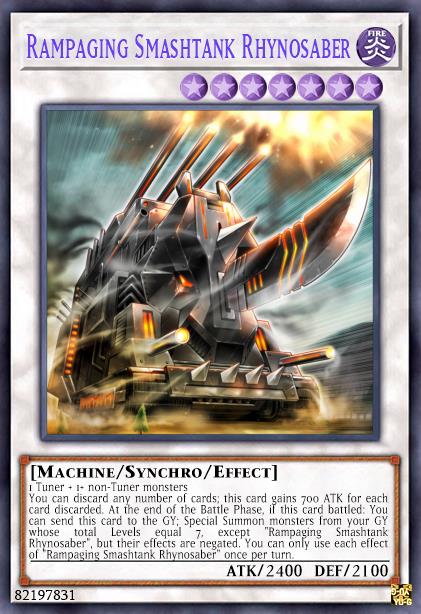 RAMPAGING SMASHTANK RHYNOSABER
FIRE
炎
[MACHINE/SYNCHRO/EFFECT]
1 Tuner + 1+ non-Tuner monsters
You can discard any number of cards; this card gains 700 ATK for each
card discarded. At the end of the Battle Phase, if this card battled: You
can send this card to the GY; Special Summon monsters from your GY
whose total Levels equal 7, except "Rampaging Smashtank
Rhynosaber", but their effects are negated. You can only use each effect
of "Rampaging Smashtank Rhynosaber" once per turn.
ATK/2400 DEF/2100
82197831